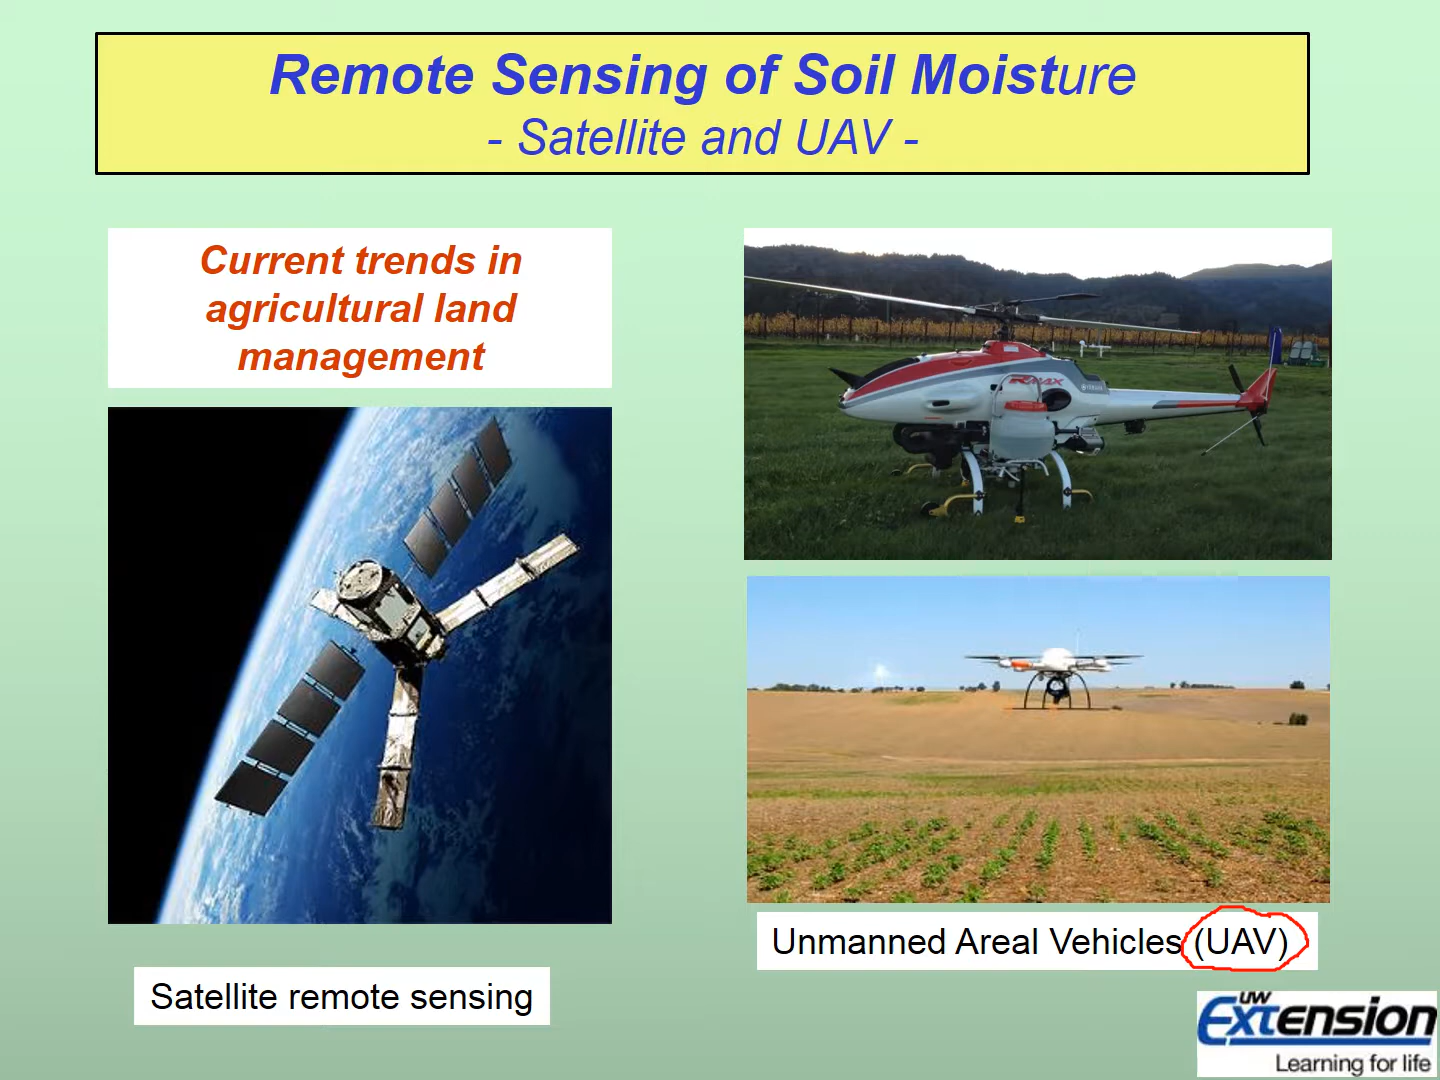 Remote Sensing of Soil Moisture
- Satellite and UAV -
Current trends in
agricultural land
management
RMAX
Unmanned Areal Vehicles (UAV)
Satellite remote sensing
UW
Extension
Learning for life